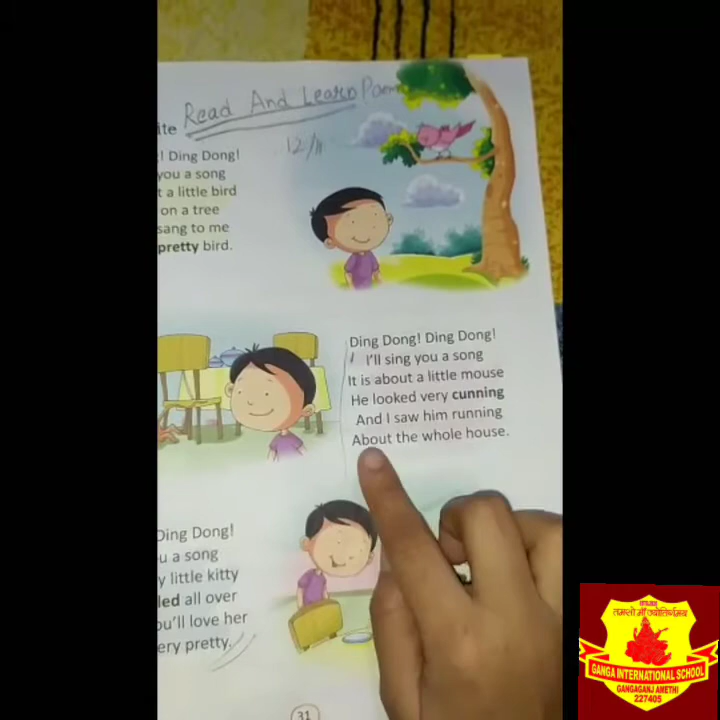 ite Read And Learn Poem
12/11
! Ding Dong!
you a song
t a little bird
on a tree
sang to me
pretty bird.
Ding Dong! Ding Dong!
I'll sing you a song
It is about a little mouse
He looked very cunning
And I saw him running
About the whole house.
Ding Dong!
u a song
y little kitty
led all over
ou'll love her
ery pretty.
31
तमसो मा ज्योतिर्गमय
GANGA INTERNATIONAL SCHOOL
GANGAGANJ AMETHI
227405